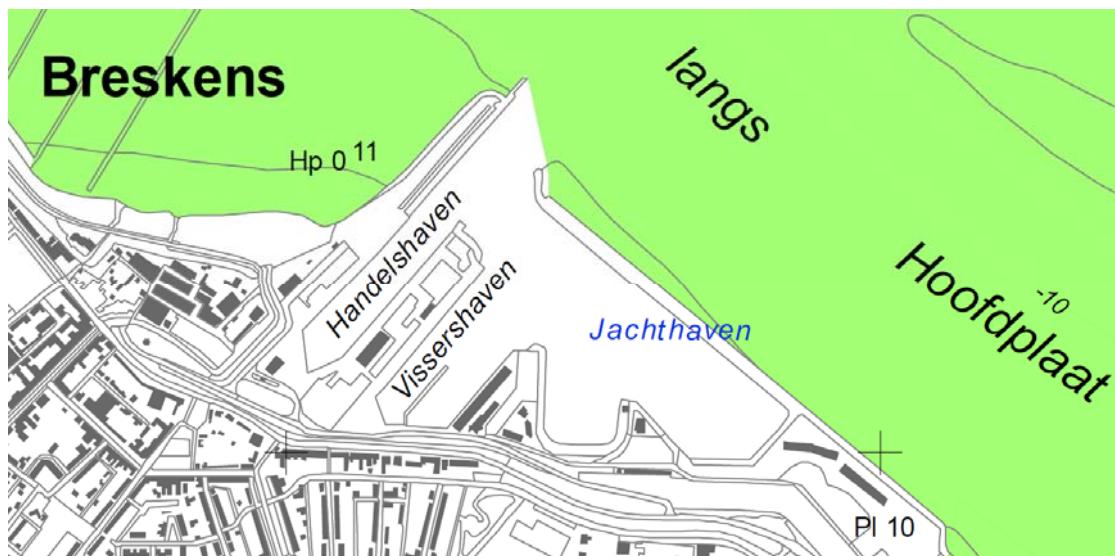 Breskens
langs
Hp 0 11
Handelshaven
Vissershaven
Jachthaven
-10
Hoofdplaat
Pl 10